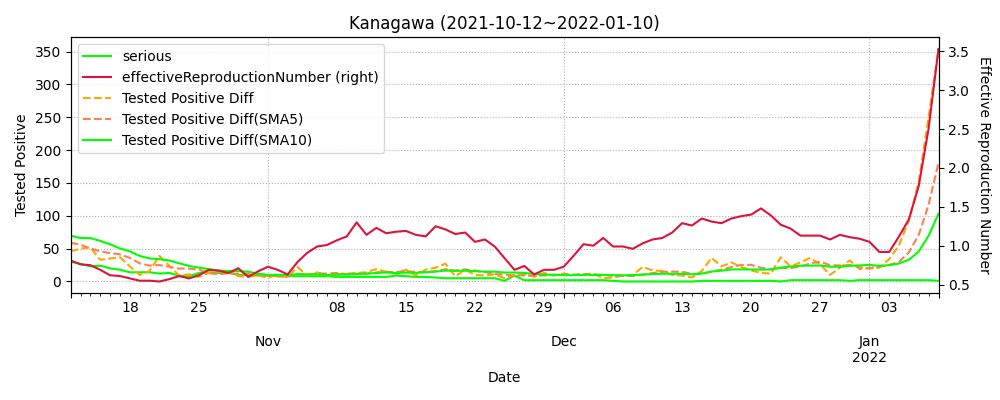 Kanagawa (2021-10-12~2022-01-10)
serious
effectiveReproductionNumber (right)
Tested Positive Diff
Tested Positive Diff(SMA5)
Tested Positive Diff(SMA10)
Tested Positive
350
300
250
200
150
100
50
0
3.5
3.0
2.5
2.0
1.5
1.0
0.5
Effective Reproduction Number
18 25 08 15 22 29 06 13 20 27 03
Nov Dec Jan
2022
Date